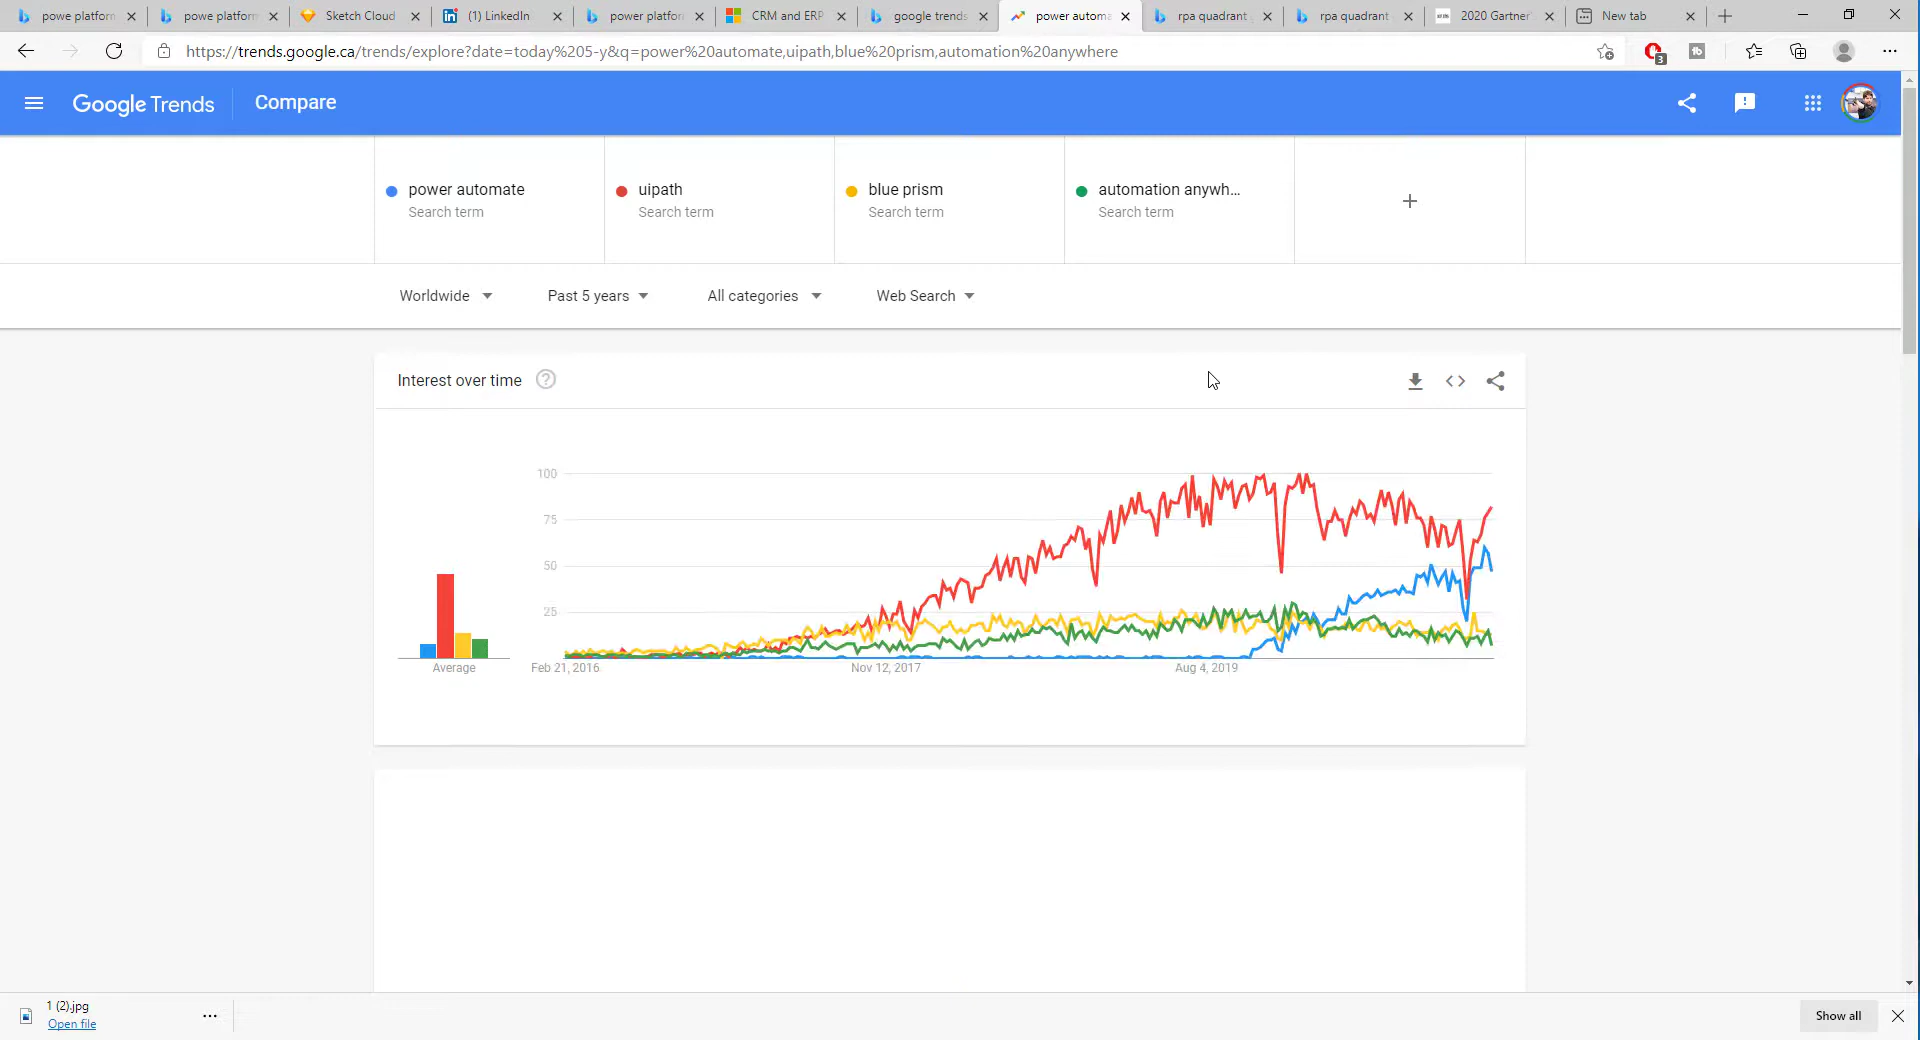 powe platform
powe platform
Sketch Cloud
(1) LinkedIn
power platfor
CRM and ERP
google trends
power automa
rpa quadrant
rpa quadrant
2020 Gartner
New tab
https://trends.google.ca/trends/explore?date=today%205-y&q=power%20automate,uipath,blue%20prism,automation%20anywhere
3
Google Trends
Compare
power automate
Search term
uipath
Search term
blue prism
Search term
automation anywh...
Search term
+
Worldwide
Past 5 years
All categories
Web Search
Interest over time
?
100
75
50
25
Average
Feb 21, 2016
Nov 12, 2017
Aug 4, 2019
1 (2).jpg
Open file
Show all